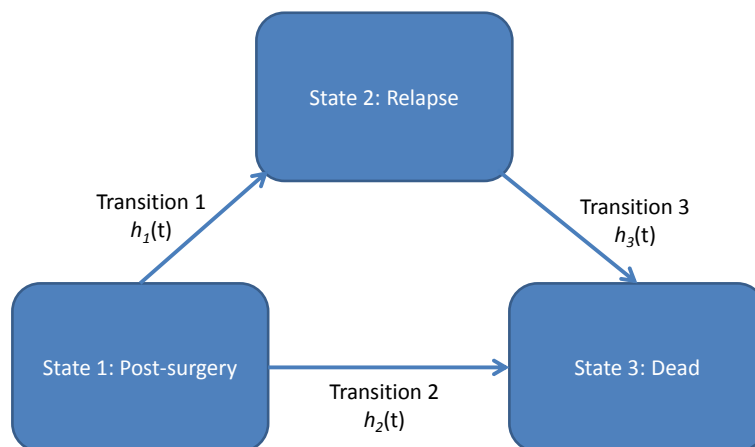 State 2: Relapse
Transition 1
h1(t)
Transition 3
h3(t)
State 1: Post-surgery
State 3: Dead
Transition 2
h2(t)